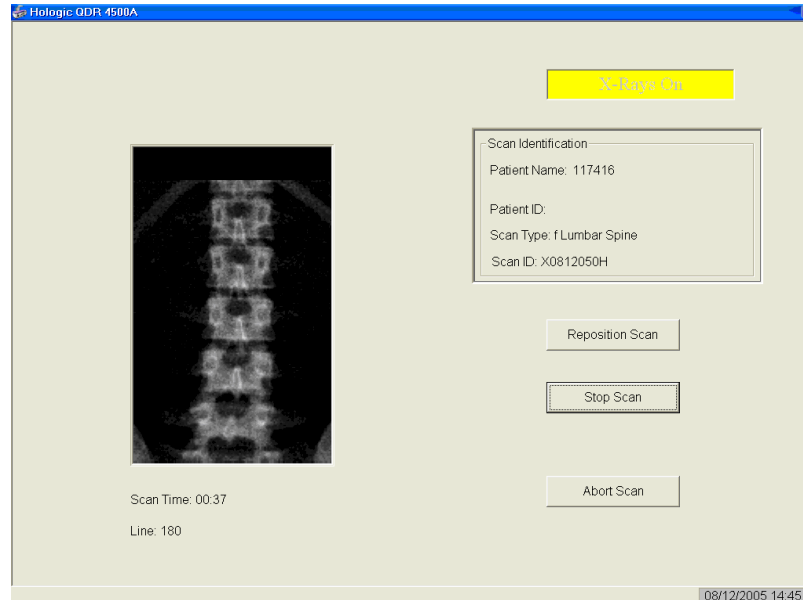 Hologic QDR 4500A
X-Rays On
Scan Identification
Patient Name: 117416
Patient ID:
Scan Type: f Lumbar Spine
Scan ID: X0812050H
Reposition Scan
Stop Scan
Abort Scan
Scan Time: 00:37
Line: 180
08/12/2005 14:45